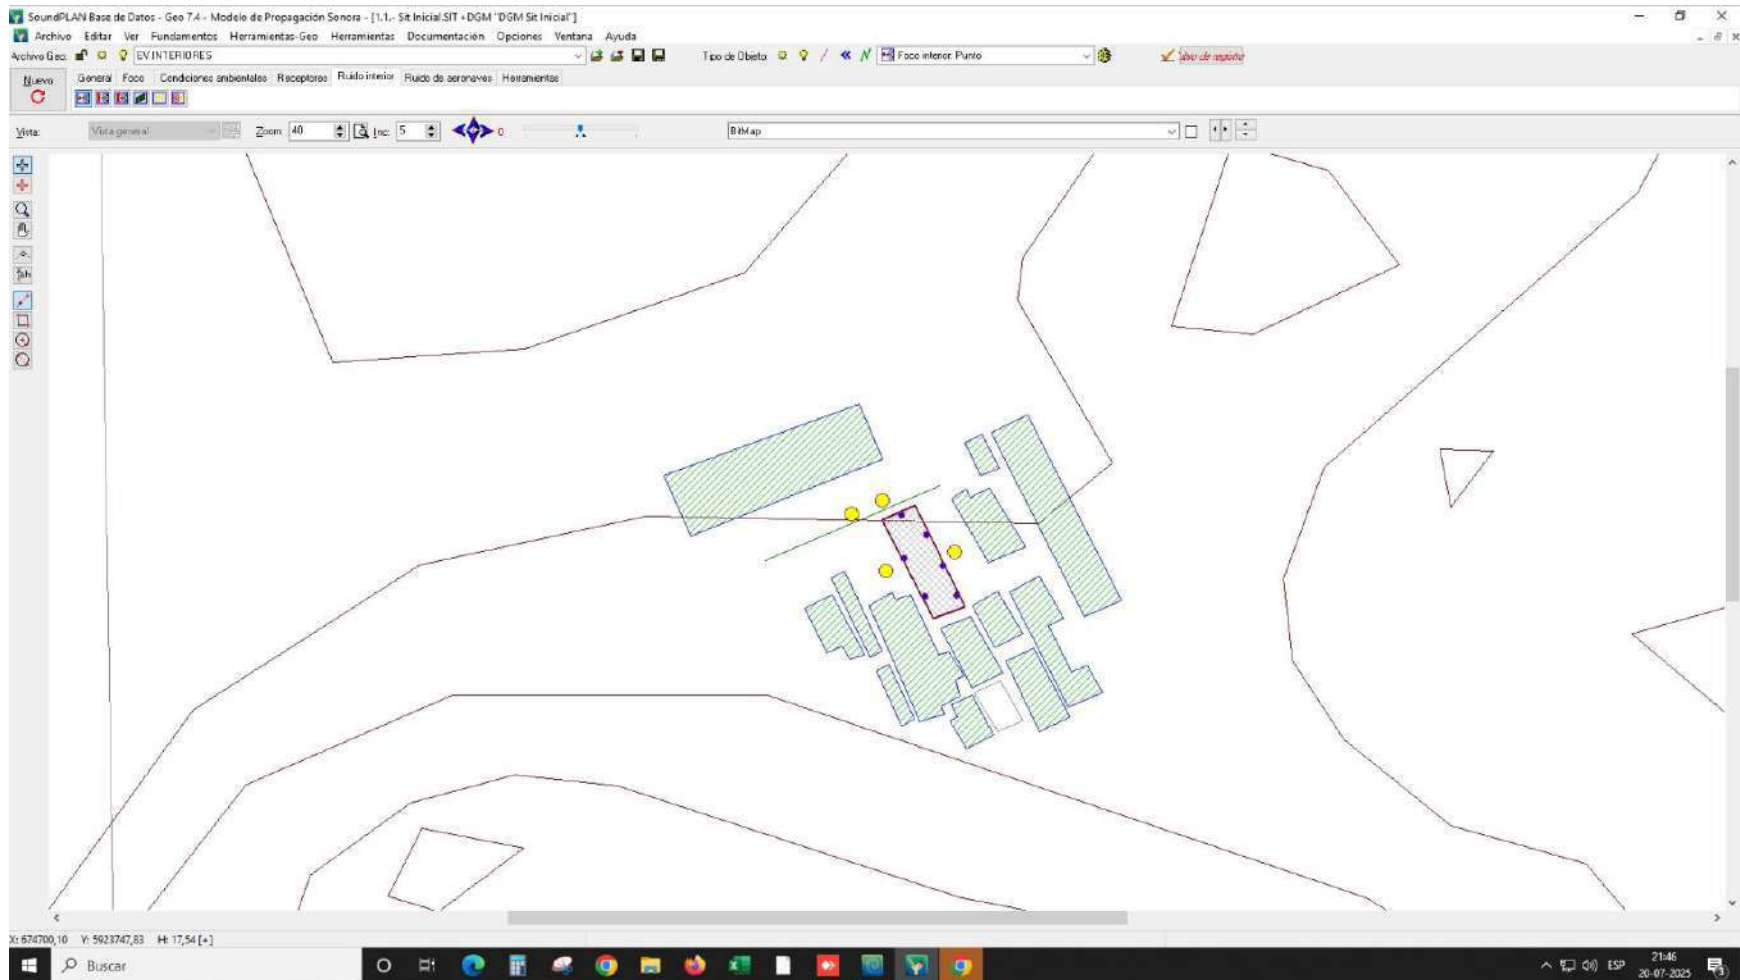 SoundPLAN Base de Datos - Geo 7.4 - Modelo de Propagación Sonora - [1.1.- Sit Inicial.SIT +DGM "DGM Sit Inicial"]
Archivo Editar Ver Fundamentos Herramientas-Geo Herramientas Documentación Opciones Ventana Ayuda
Archivo Geo: EV INTERIORES Tipo de Objeto: Foco interior: Punto
Nuevo General Foco Condiciones ambientales Receptores Ruido interior Ruido de aeronaves Herramientas
Vista: Vista general Zoom: 40 Inc: 5 0 BitMap
X: 674700,10 Y: 5923747,83 H: 17,54 [+]
Buscar ESP 21:46
20-07-2025